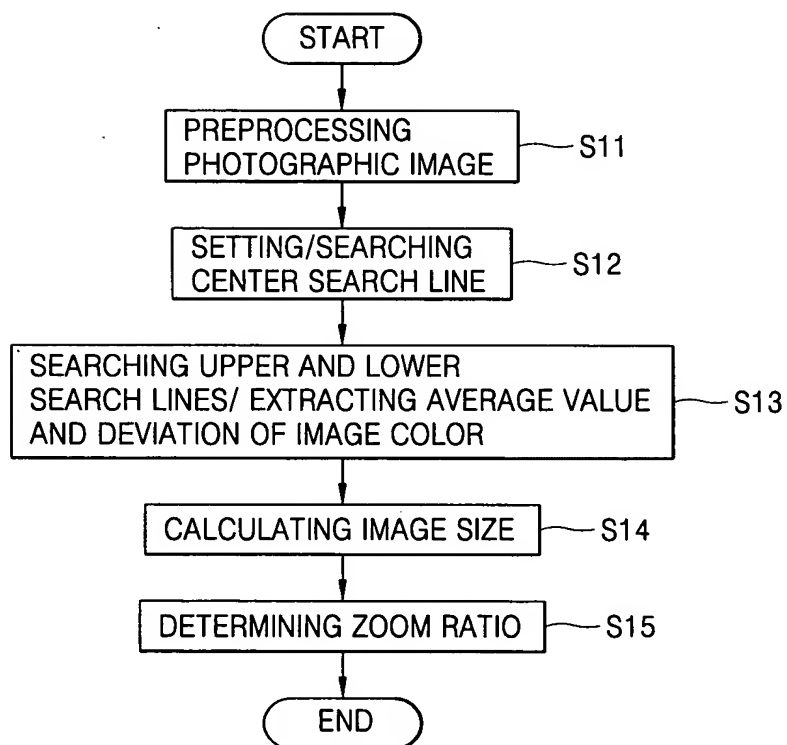 START
PREPROCESSING
PHOTOGRAPHIC IMAGE
S11
SETTING/SEARCHING
CENTER SEARCH LINE
S12
SEARCHING UPPER AND LOWER
SEARCH LINES/ EXTRACTING AVERAGE VALUE
AND DEVIATION OF IMAGE COLOR
S13
CALCULATING IMAGE SIZE
S14
DETERMINING ZOOM RATIO
S15
END